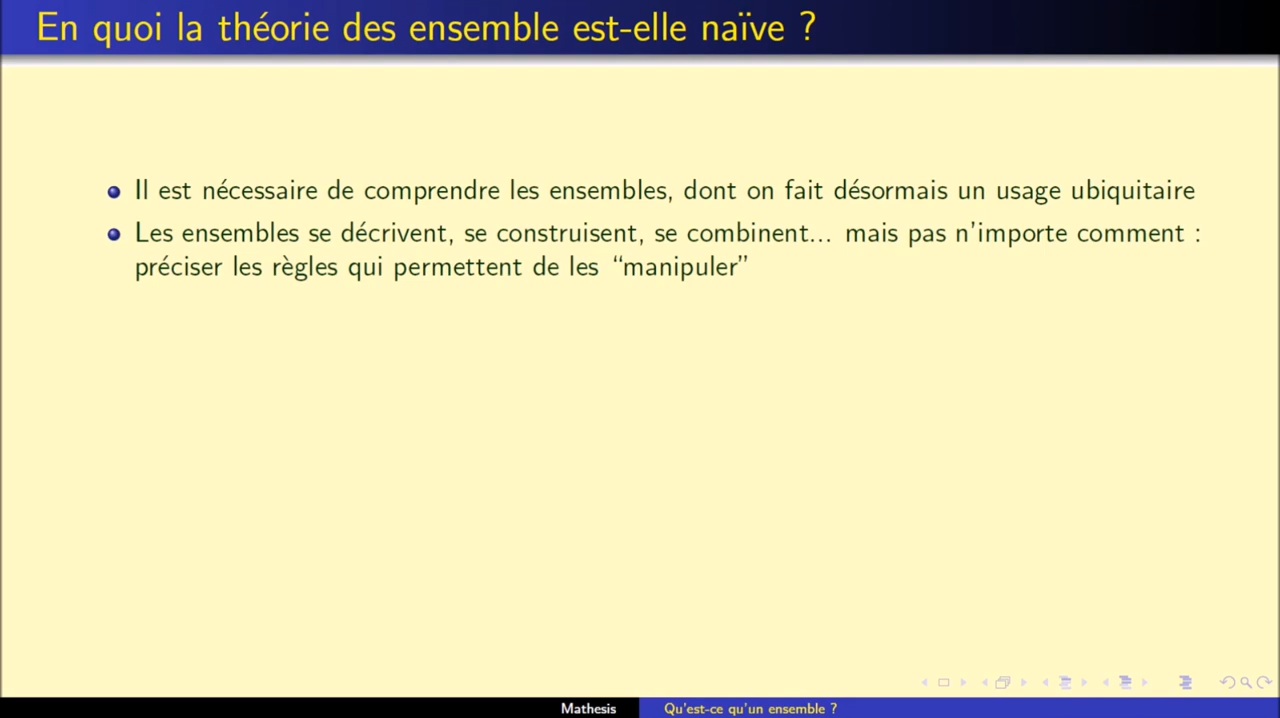 En quoi la théorie des ensemble est-elle naïve ?
Il est nécessaire de comprendre les ensembles, dont on fait désormais un usage ubiquitaire
Les ensembles se décrivent, se construisent, se combinent... mais pas n'importe comment :
préciser les règles qui permettent de les “manipuler”
Mathesis
Qu'est-ce qu'un ensemble ?